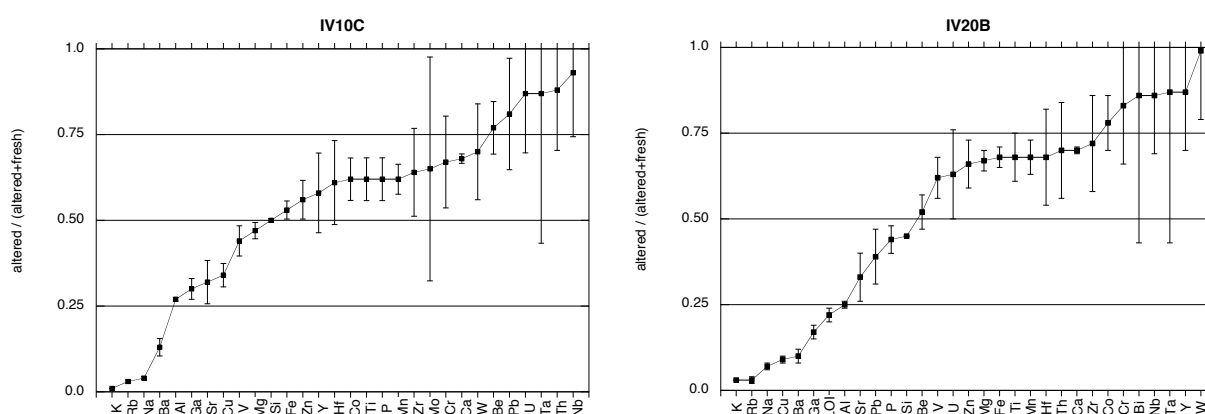 IV10C
1.0
0.75
0.50
0.25
0.0
altered / (altered+fresh)
K Rb Na Ba Al Ga Sr Cu V Mg Si Fe Zn Y Hf Co Ti P Mn Zr Mo Cr Ca W Be Pb U Ta Th Nb
IV20B
1.0
0.75
0.50
0.25
0.0
altered / (altered+fresh)
K Rb Na Cu Ba Ga LOI Al Sr Pb P Si Be V U Zn Mg Fe Ti Mn Hf Th Ca Zr Co Cr Bi Nb Ta Y W